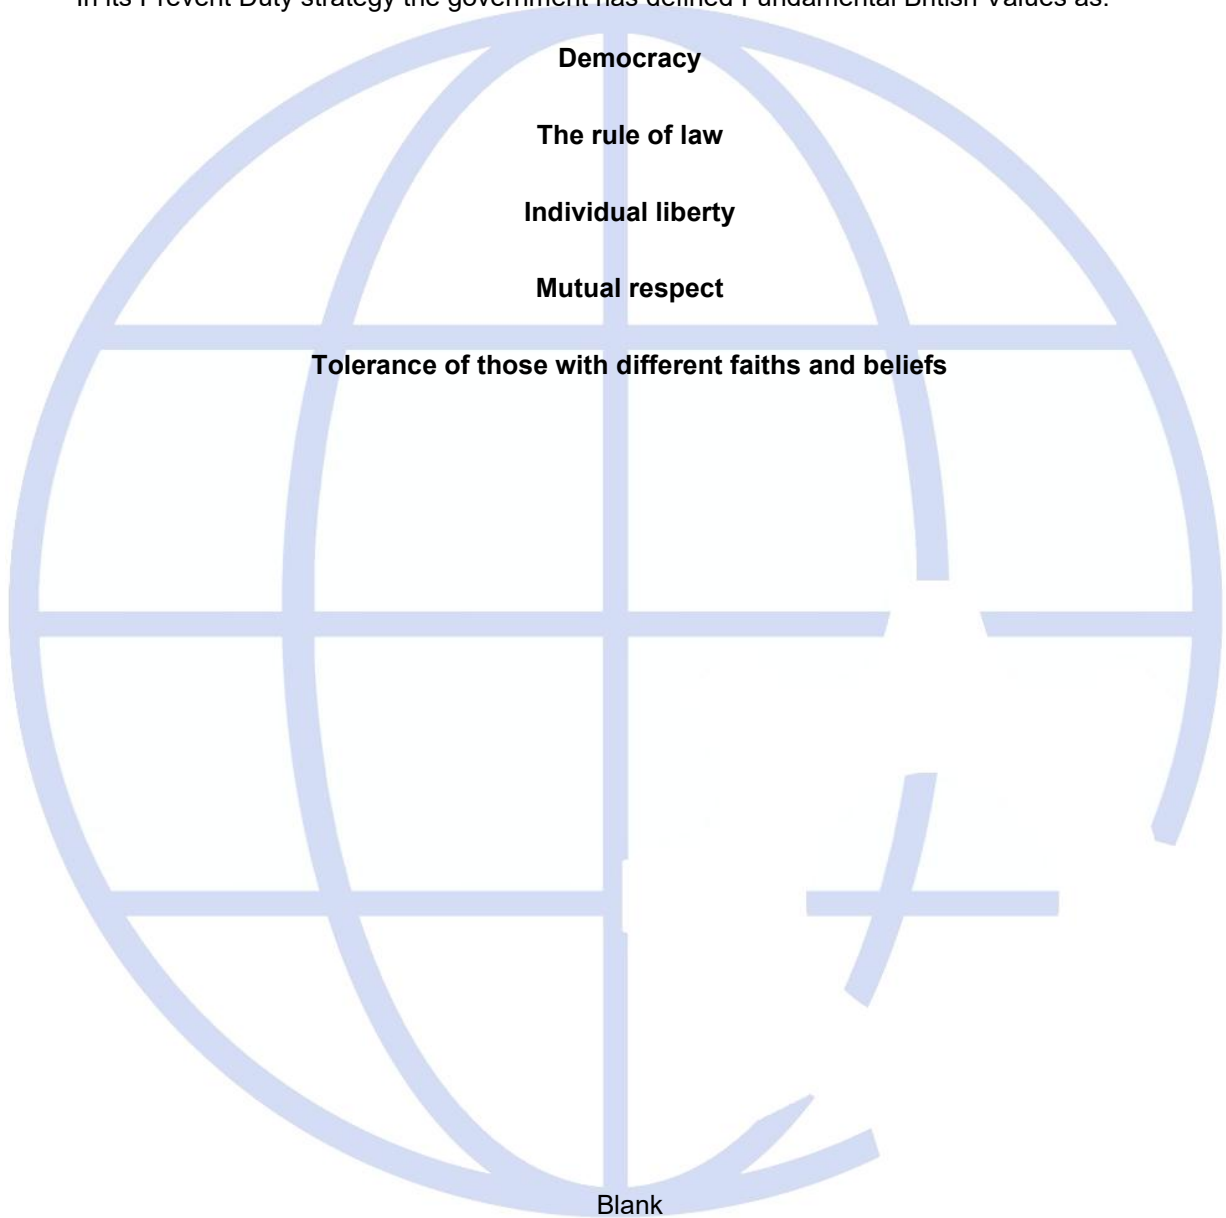 In its Prevent Duty strategy the government has defined Fundamental British Values as:
Democracy
The rule of law
Individual liberty
Mutual respect
Tolerance of those with different faiths and beliefs
Blank